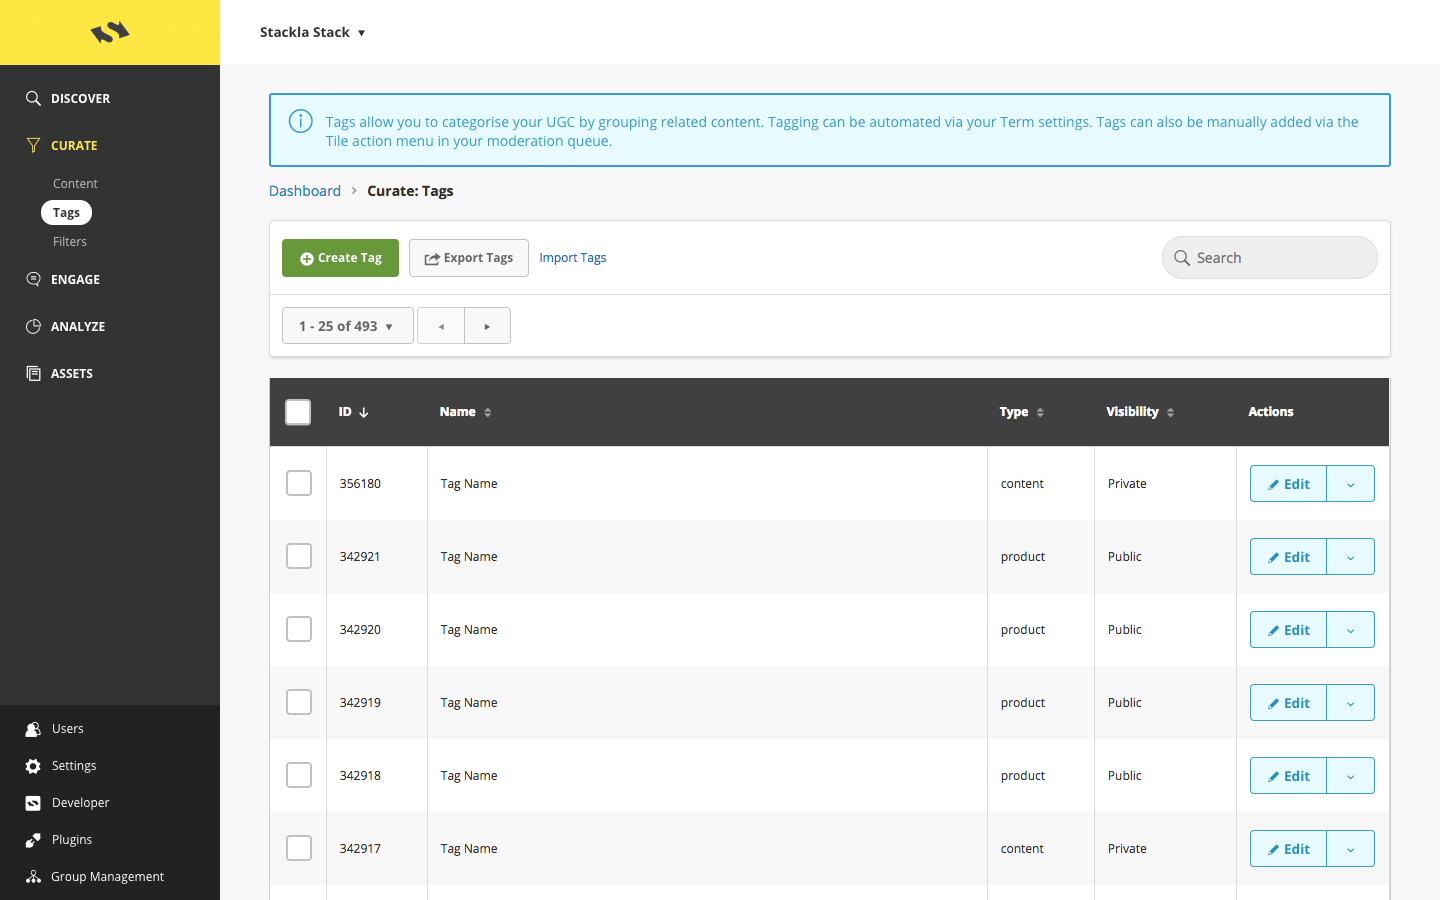 Stackla Stack
DISCOVER
CURATE
Content
Tags
Filters
ENGAGE
ANALYZE
ASSETS
Users
Settings
Developer
Plugins
Group Management
Tags allow you to categorise your UGC by grouping related content. Tagging can be automated via your Term settings. Tags can also be manually added via the
Tile action menu in your moderation queue.
Dashboard › Curate: Tags
Create Tag Export Tags Import Tags Search
1 - 25 of 493
ID Name Type Visibility Actions
356180 Tag Name content Private Edit
342921 Tag Name product Public Edit
342920 Tag Name product Public Edit
342919 Tag Name product Public Edit
342918 Tag Name product Public Edit
342917 Tag Name content Private Edit